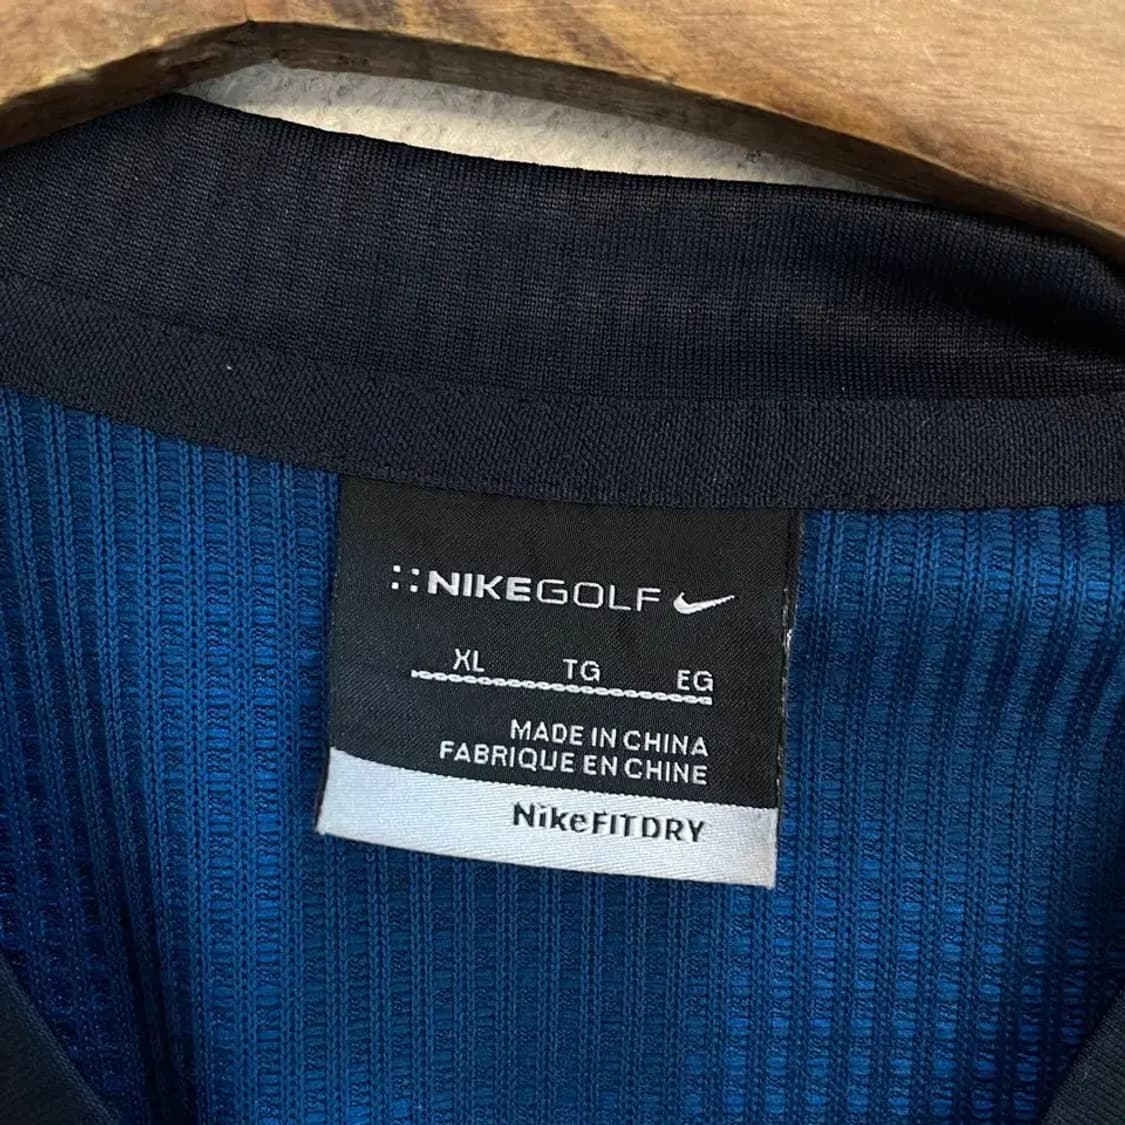 NIKEGOLF
XL TG EG
MADE IN CHINA
FABRIQUE EN CHINE
NikeFITDRY